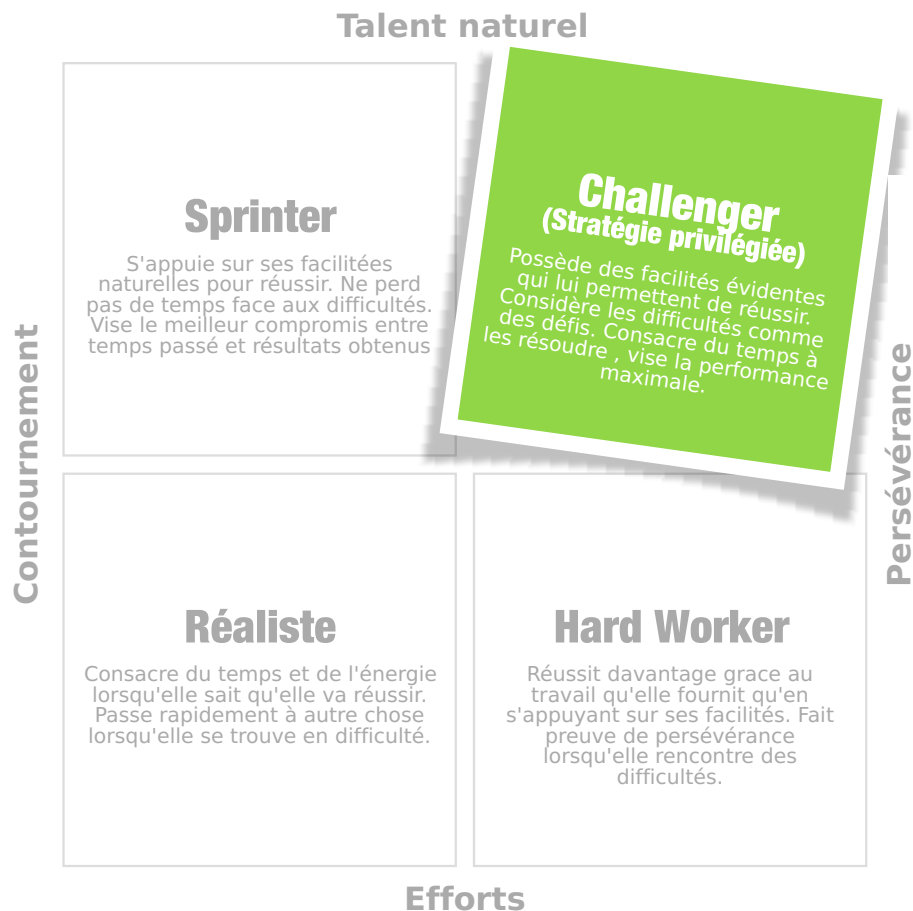 Talent naturel
Sprinter
S'appuie sur ses facilitées
naturelles pour réussir. Ne perd
pas de temps face aux difficultés.
Vise le meilleur compromis entre
temps passé et résultats obtenus
Challenger
(Stratégie privilégiée)
Possède des facilités évidentes
qui lui permettent de réussir.
Considère les difficultés comme
des défis. Consacre du temps à
les résoudre , vise la performance
maximale.
Contournement
Persévérance
Réaliste
Consacre du temps et de l'énergie
lorsqu'elle sait qu'elle va réussir.
Passe rapidement à autre chose
lorsqu'elle se trouve en difficulté.
Hard Worker
Réussit davantage grace au
travail qu'elle fournit qu'en
s'appuyant sur ses facilités. Fait
preuve de persévérance
lorsqu'elle rencontre des
difficultés.
Efforts